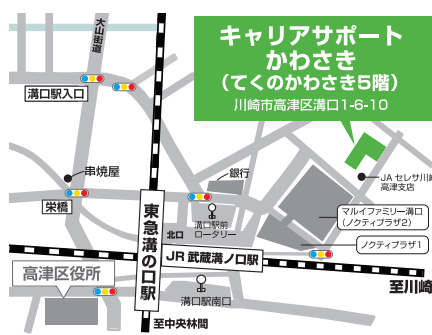 キャリアサポート
かわさき
（てくのかわさき5階）
川崎市高津区溝口1-6-10
大山街道
溝口駅入口
串焼屋
銀行
JA セレサ川崎
高津支店
栄橋
溝口駅前
ロータリー
マルイファミリー溝口
（ノクティプラザ2）
北口
東急溝の口駅
ノクティプラザ1
JR 武蔵溝ノ口駅
高津区役所
溝口駅南口
至川崎
至中央林間